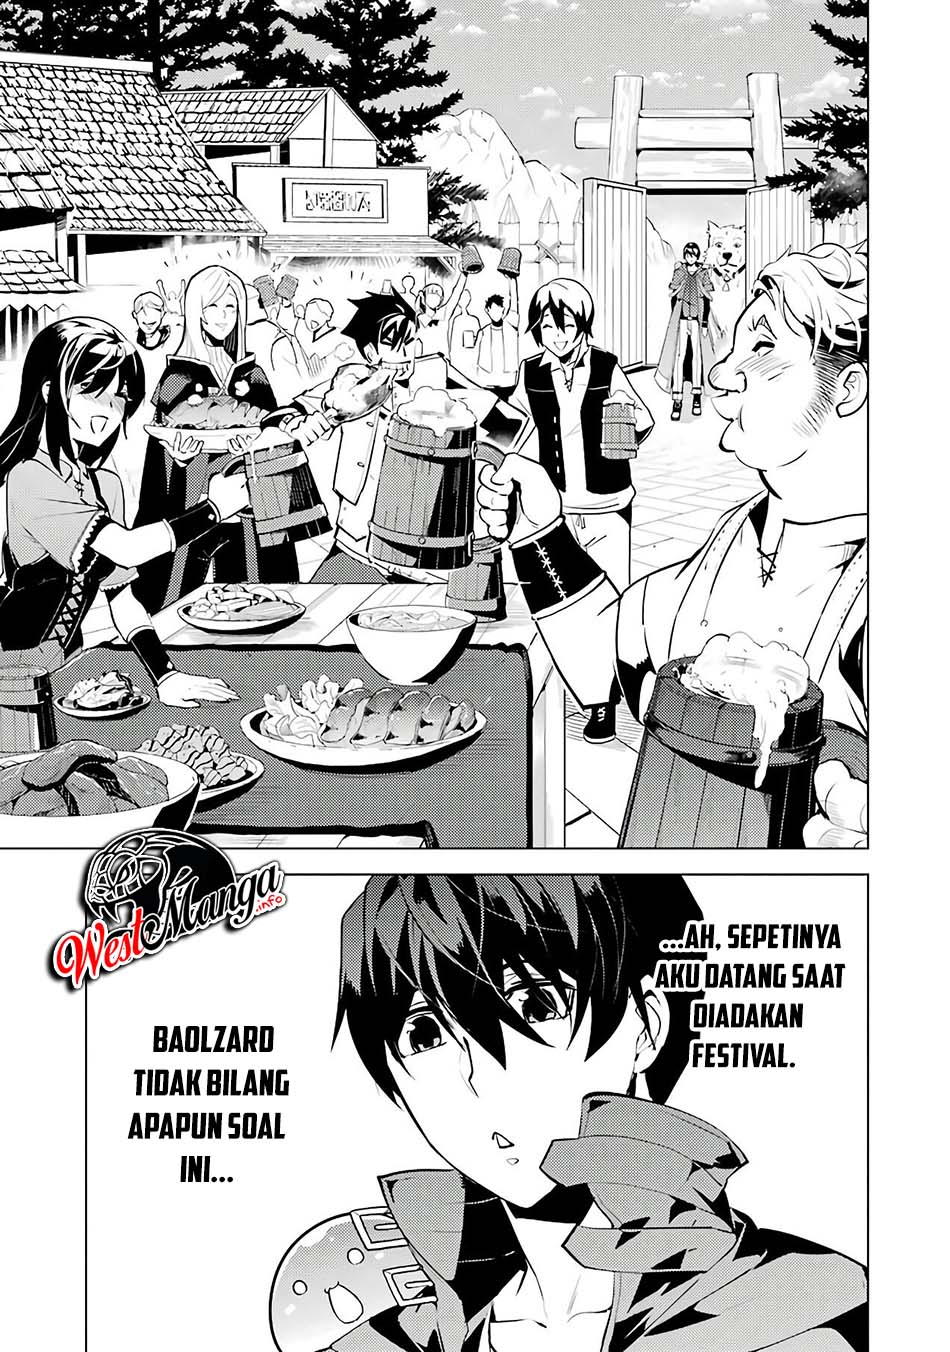 WestManga
.info
...AH, SEPETINYA
AKU DATANG SAAT
DIADAKAN
FESTIVAL.
BAOLZARD
TIDAK BILANG
APAPUN SOAL
INI...